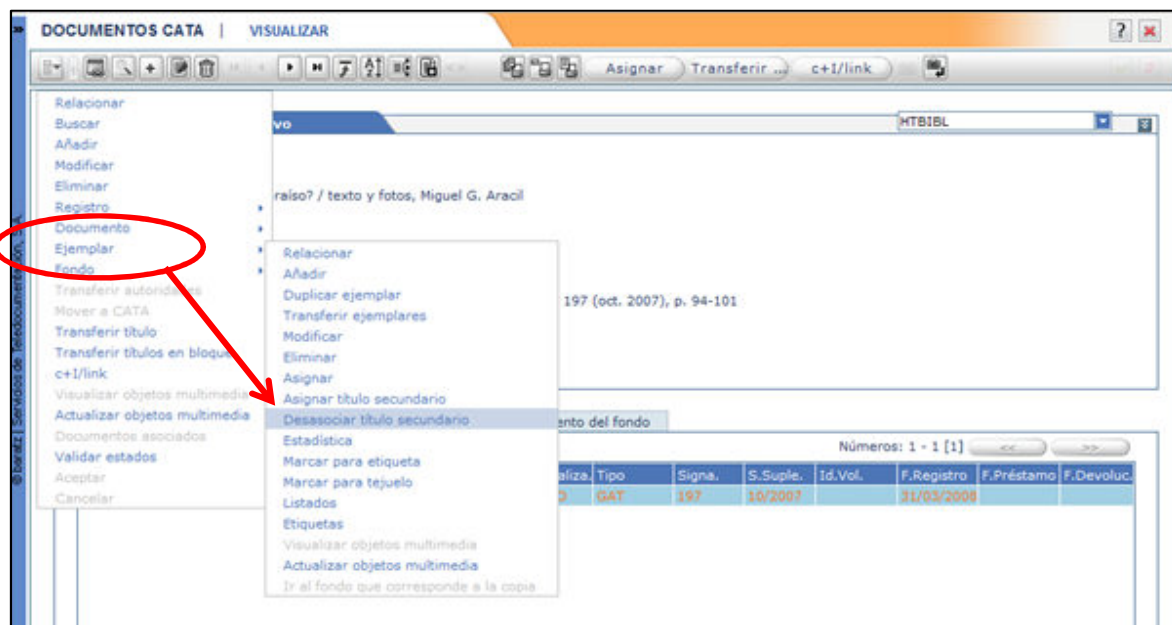 DOCUMENTOS CATA | VISUALIZAR
Asignar Transferir ... c+I/link
Relacionar
Buscar
Añadir
Modificar
Eliminar
Registro
Documento
Ejemplar
Fondo
Transferir autoridades
Mover a CATA
Transferir título
Transferir títulos en bloque
c+I/link
Visualizar objetos multimedia
Actualizar objetos multimedia
Documentos asociados
Validar estados
Aceptar
Cancelar
vo
HTBIBL
raíso? / texto y fotos, Miguel G. Aracil
197 (oct. 2007), p. 94-101
Relacionar
Añadir
Duplicar ejemplar
Transferir ejemplares
Modificar
Eliminar
Asignar
Asignar título secundario
Desasociar título secundario
Estadística
Marcar para etiqueta
Marcar para tejuelo
Listados
Etiquetas
Visualizar objetos multimedia
Actualizar objetos multimedia
Ir al fondo que corresponde a la copia
ento del fondo
Números: 1 - 1 [1] << >>
aliza. Tipo Signa. S.Suple. Id.Vol. F.Registro F.Préstamo F.Devoluc.
GAT 197 10/2007 31/03/2008
© baratz | Servicios de Teledocumentación, S.A.